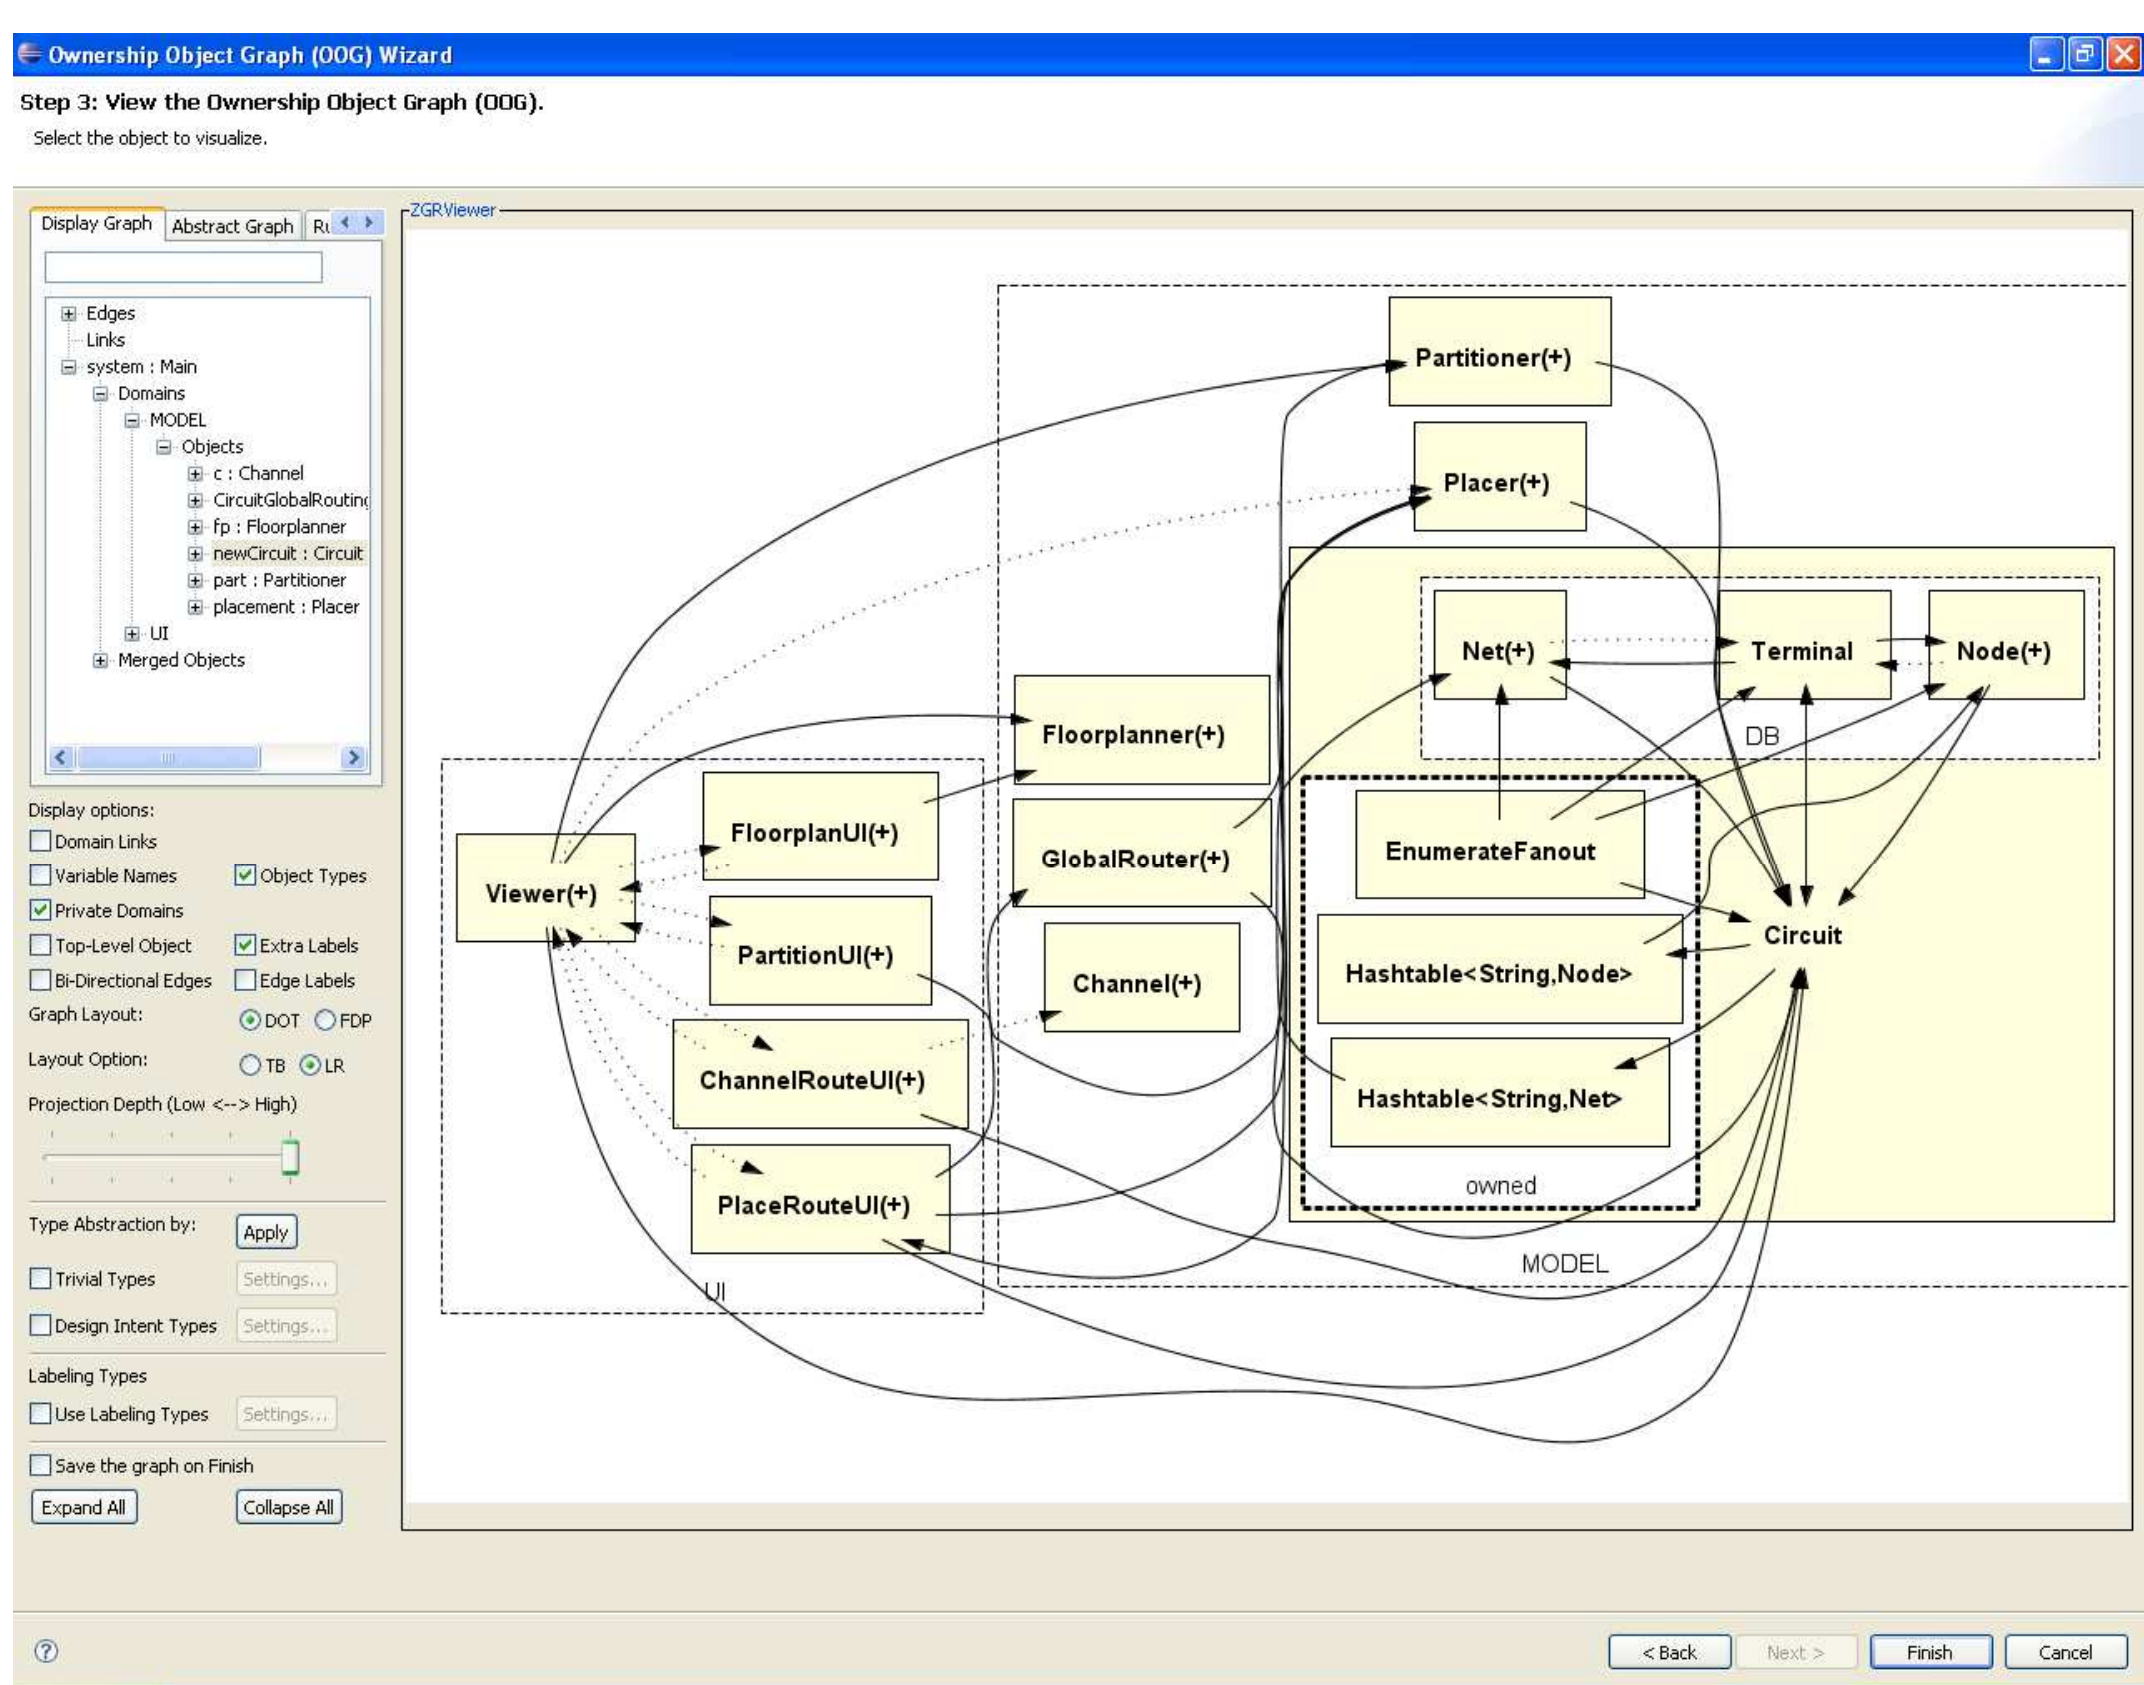 Ownership Object Graph (OOG) Wizard
Step 3: View the Ownership Object Graph (OOG).
Select the object to visualize.
Display Graph
Abstract Graph
Edges
Links
system : Main
Domains
MODEL
Objects
c : Channel
CircuitGlobalRouting
fp : Floorplanner
newCircuit : Circuit
part : Partitioner
placement : Placer
UI
Merged Objects
Display options:
Domain Links
Variable Names
Object Types
Private Domains
Top-Level Object
Extra Labels
Bi-Directional Edges
Edge Labels
Graph Layout:
DOT
FDP
Layout Option:
TB
LR
Projection Depth (Low <--> High)
Type Abstraction by:
Apply
Trivial Types
Settings...
Design Intent Types
Settings...
Labeling Types
Use Labeling Types
Settings...
Save the graph on Finish
Expand All
Collapse All
ZGRViewer
Partitioner(+)
Placer(+)
Net(+)
Terminal
Node(+)
DB
Floorplanner(+)
GlobalRouter(+)
Channel(+)
EnumerateFanout
Hashtable<String,Node>
Hashtable<String,Net>
owned
Circuit
MODEL
Viewer(+)
FloorplanUI(+)
PartitionUI(+)
ChannelRouteUI(+)
PlaceRouteUI(+)
UI
< Back
Next >
Finish
Cancel